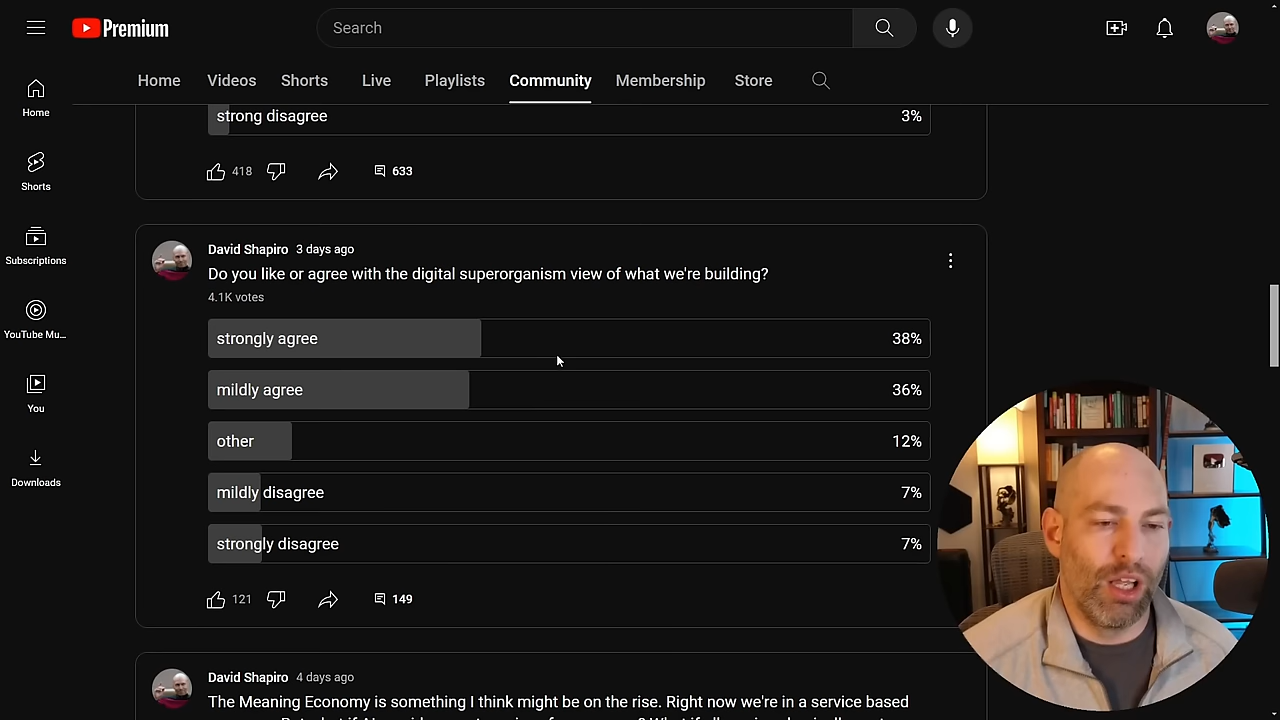 Premium
Search
Home
Videos
Shorts
Live
Playlists
Community
Membership
Store
Home
Shorts
Subscriptions
YouTube Mu...
You
Downloads
strong disagree 3%
418 633
David Shapiro 3 days ago
Do you like or agree with the digital superorganism view of what we're building?
4.1K votes
strongly agree 38%
mildly agree 36%
other 12%
mildly disagree 7%
strongly disagree 7%
121 149
David Shapiro 4 days ago
The Meaning Economy is something I think might be on the rise. Right now we're in a service based